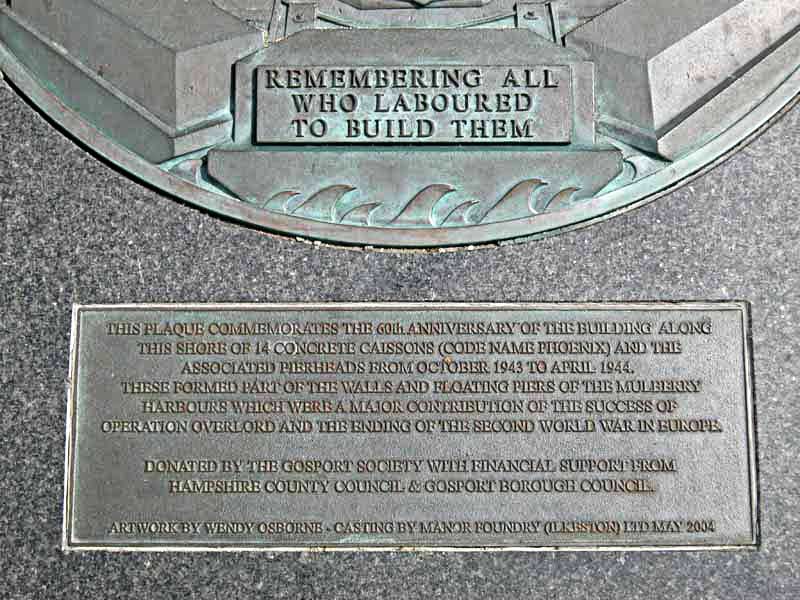 REMEMBERING ALL
WHO LABOURED
TO BUILD THEM
THIS PLAQUE COMMEMORATES THE 60th ANNIVERSARY OF THE BUILDING ALONG
THIS SHORE OF 14 CONCRETE CAISSONS (CODE NAME PHOENIX) AND THE
ASSOCIATED PIERHEADS FROM OCTOBER 1943 TO APRIL 1944.
THESE FORMED PART OF THE WALLS AND FLOATING PIERS OF THE MULBERRY
HARBOURS WHICH WERE A MAJOR CONTRIBUTION OF THE SUCCESS OF
OPERATION OVERLORD AND THE ENDING OF THE SECOND WORLD WAR IN EUROPE.
DONATED BY THE GOSPORT SOCIETY WITH FINANCIAL SUPPORT FROM
HAMPSHIRE COUNTY COUNCIL & GOSPORT BOROUGH COUNCIL.
ARTWORK BY WENDY OSBORNE - CASTING BY MANOR FOUNDRY (ILKESTON) LTD MAY 2004